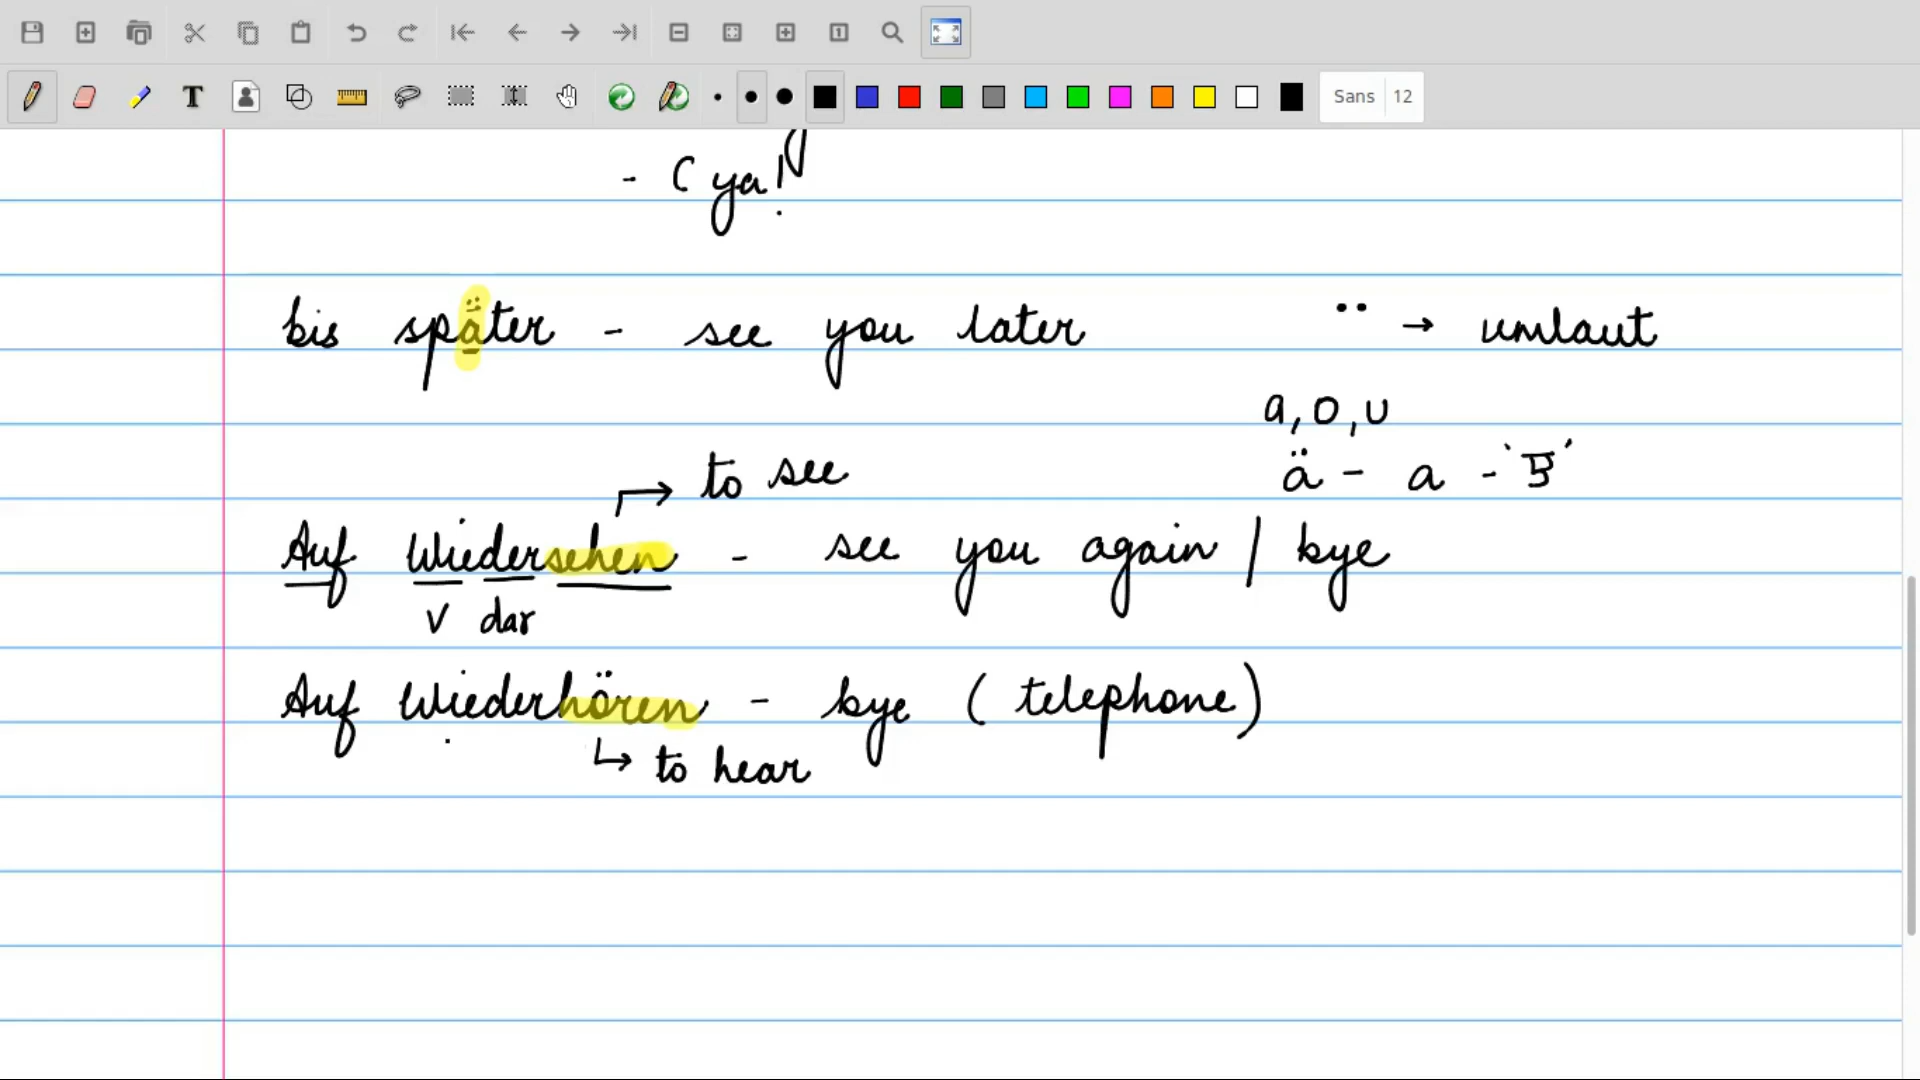 Sans 12
- C ya!
bis später - see you later
¨ → umlaut
a, o, u
ä - a -
↱ to see
Auf Wiedersehen - see you again / bye
v dar
Auf Wiederhören - bye (telephone)
↳ to hear